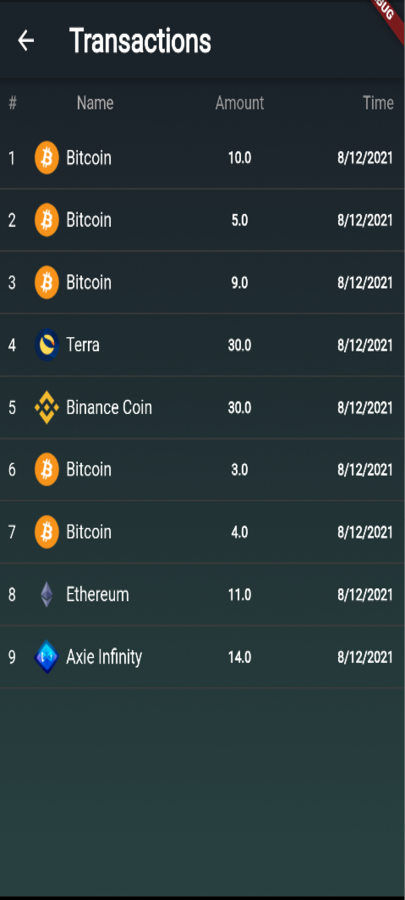 Transactions
# Name Amount Time
1 Bitcoin 10.0 8/12/2021
2 Bitcoin 5.0 8/12/2021
3 Bitcoin 9.0 8/12/2021
4 Terra 30.0 8/12/2021
5 Binance Coin 30.0 8/12/2021
6 Bitcoin 3.0 8/12/2021
7 Bitcoin 4.0 8/12/2021
8 Ethereum 11.0 8/12/2021
9 Axie Infinity 14.0 8/12/2021